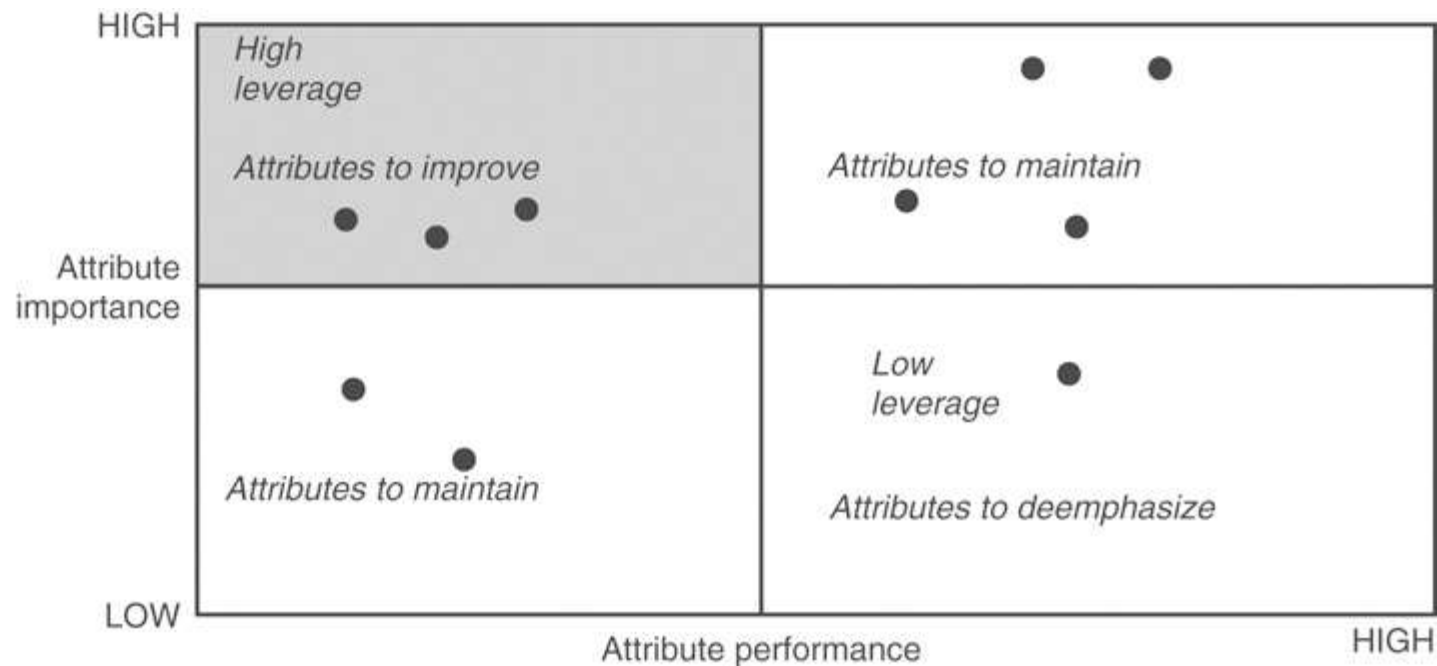 HIGH
High
leverage
Attributes to improve
Attributes to maintain
Attribute
importance
Low
leverage
Attributes to maintain
Attributes to deemphasize
LOW
Attribute performance
HIGH